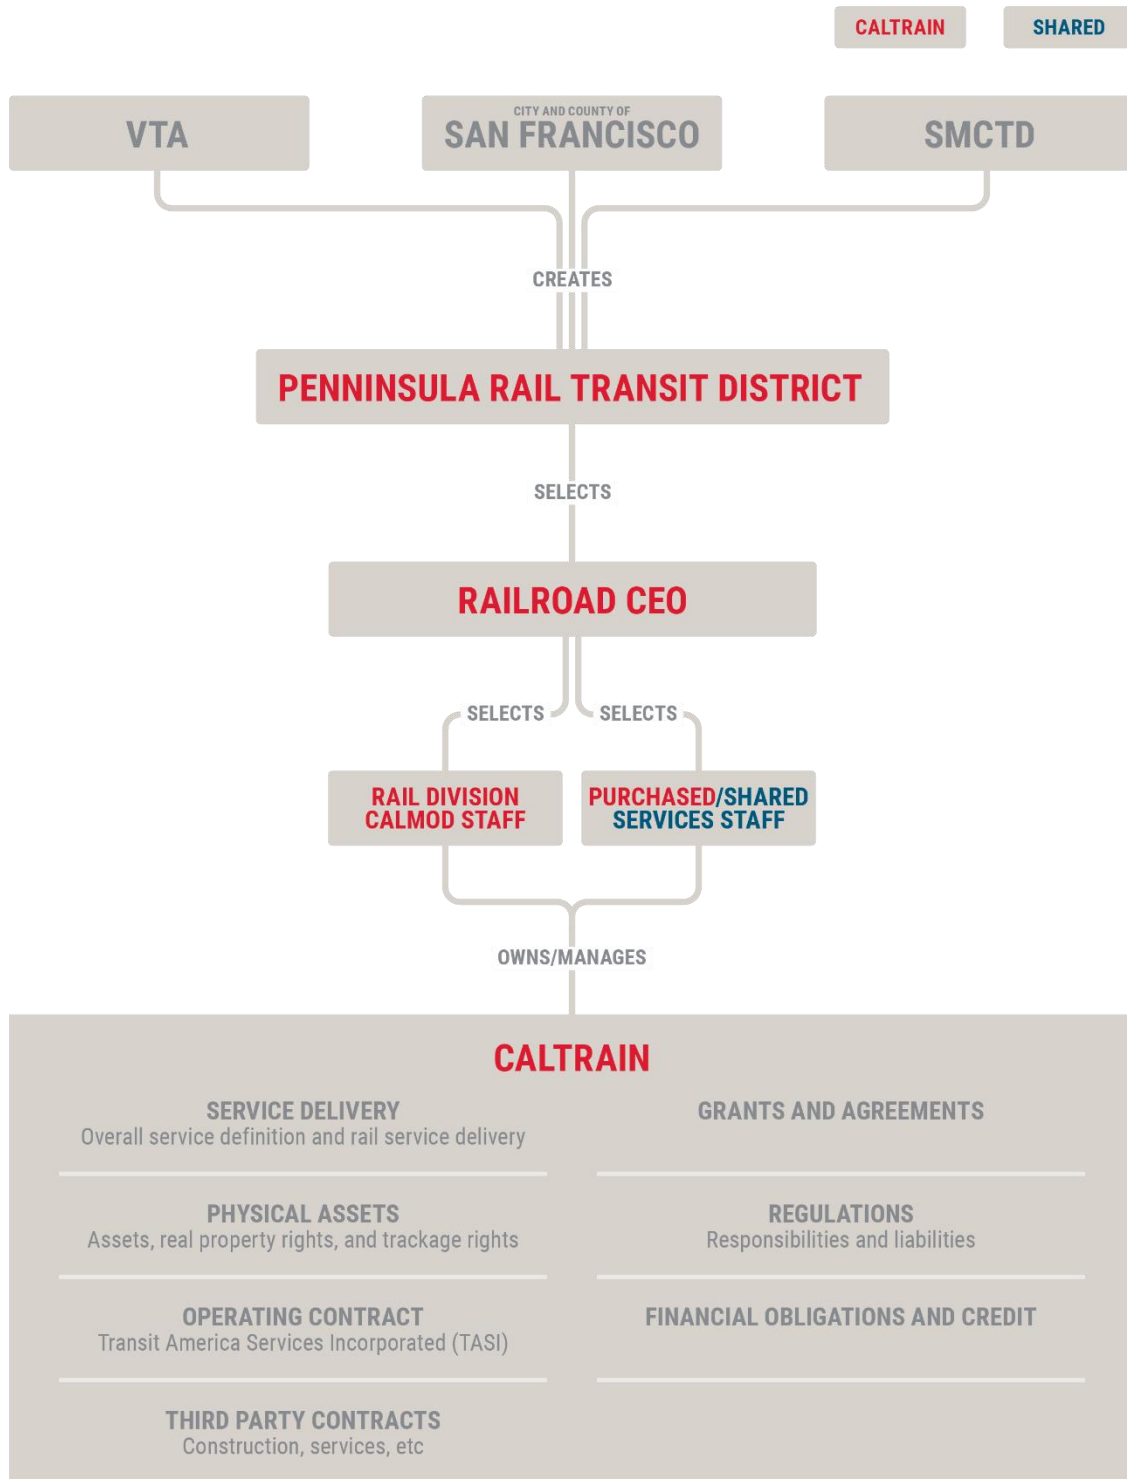 CALTRAIN
SHARED
VTA
CITY AND COUNTY OF
SAN FRANCISCO
SMCTD
CREATES
PENNINSULA RAIL TRANSIT DISTRICT
SELECTS
RAILROAD CEO
SELECTS
SELECTS
RAIL DIVISION
CALMOD STAFF
PURCHASED/SHARED
SERVICES STAFF
OWNS/MANAGES
CALTRAIN
SERVICE DELIVERY
Overall service definition and rail service delivery
GRANTS AND AGREEMENTS
PHYSICAL ASSETS
Assets, real property rights, and trackage rights
REGULATIONS
Responsibilities and liabilities
OPERATING CONTRACT
Transit America Services Incorporated (TASI)
FINANCIAL OBLIGATIONS AND CREDIT
THIRD PARTY CONTRACTS
Construction, services, etc